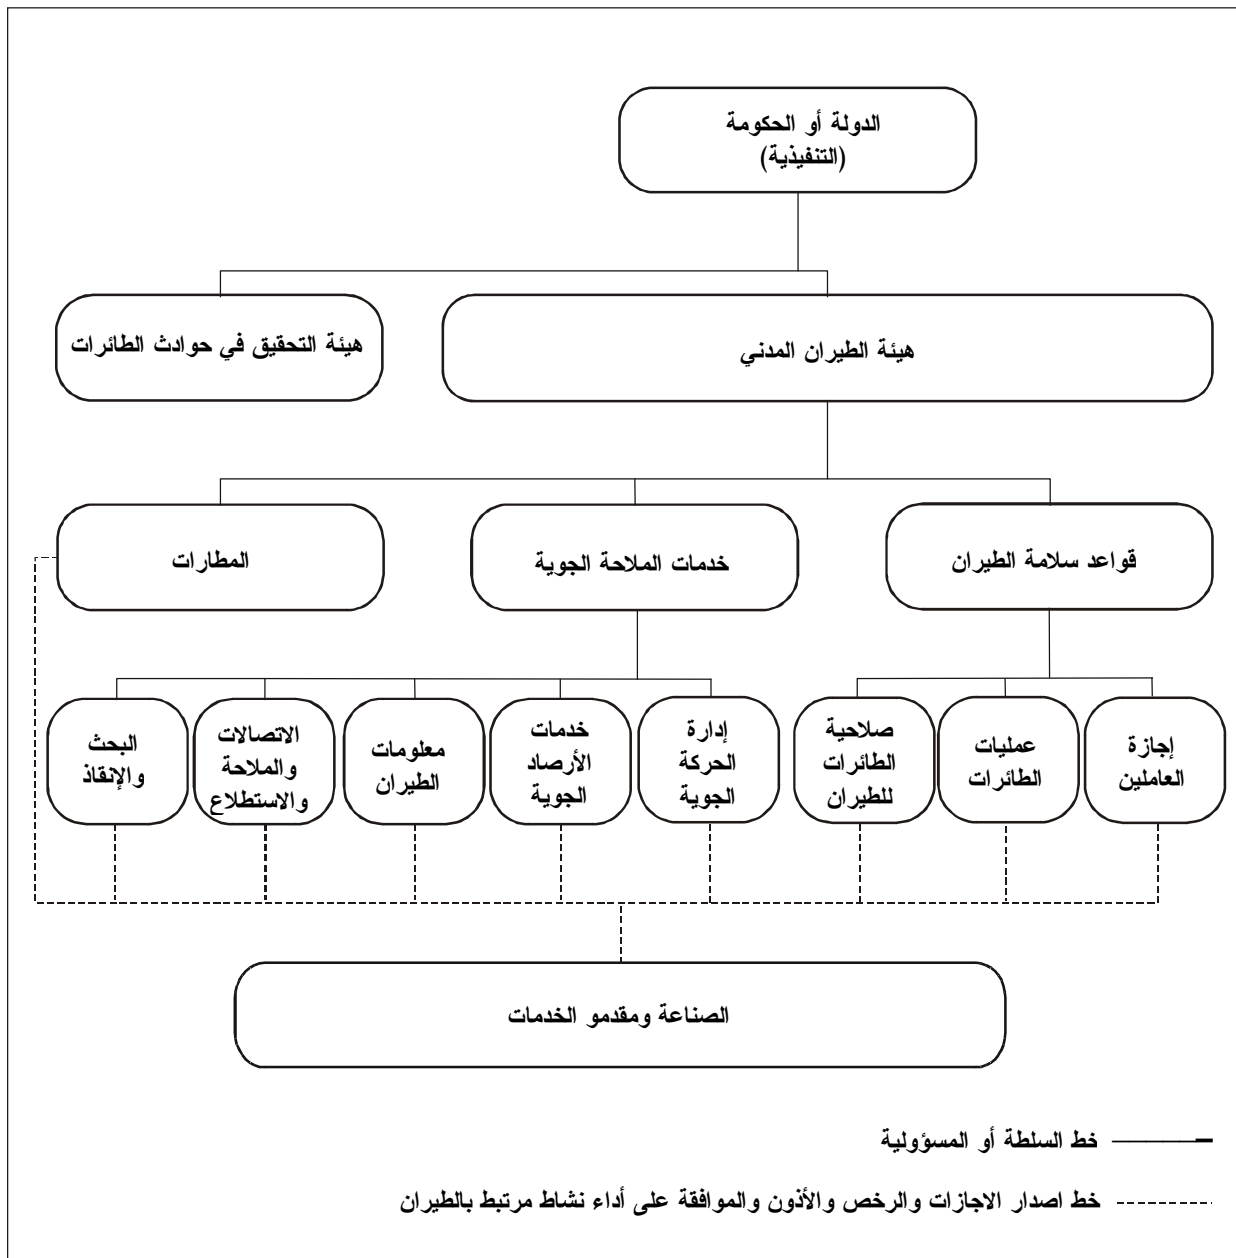 الدولة أو الحكومة
(التنفيذية)
هيئة الطيران المدني
هيئة التحقيق في حوادث الطائرات
قواعد سلامة الطيران
خدمات الملاحة الجوية
المطارات
إجازة
العاملين
عمليات
الطائرات
صلاحية
الطائرات
للطيران
إدارة
الحركة
الجوية
خدمات
الأرصاد
الجوية
معلومات
الطيران
الاتصالات
والملاحة
والاستطلاع
البحث
والإنقاذ
الصناعة ومقدمو الخدمات
خط السلطة أو المسؤولية
خط اصدار الاجازات والرخص والأذون والموافقة على أداء نشاط مرتبط بالطيران